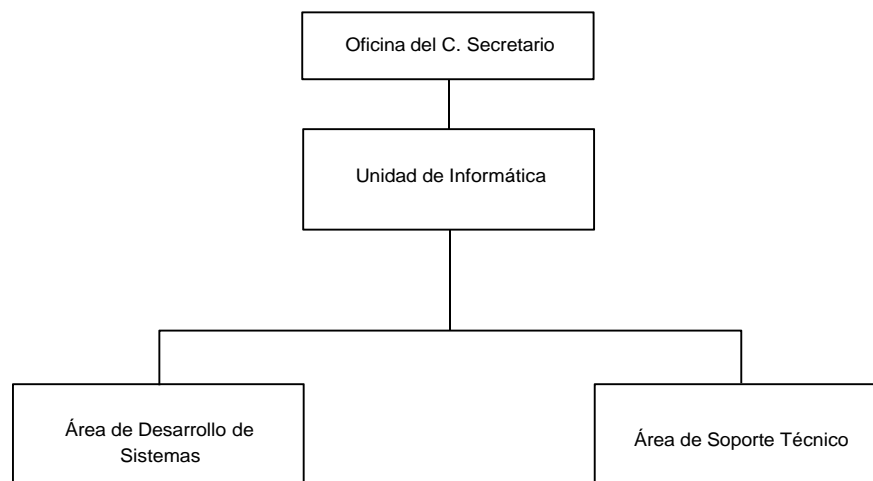 Oficina del C. Secretario
Unidad de Informática
Área de Desarrollo de
Sistemas
Área de Soporte Técnico